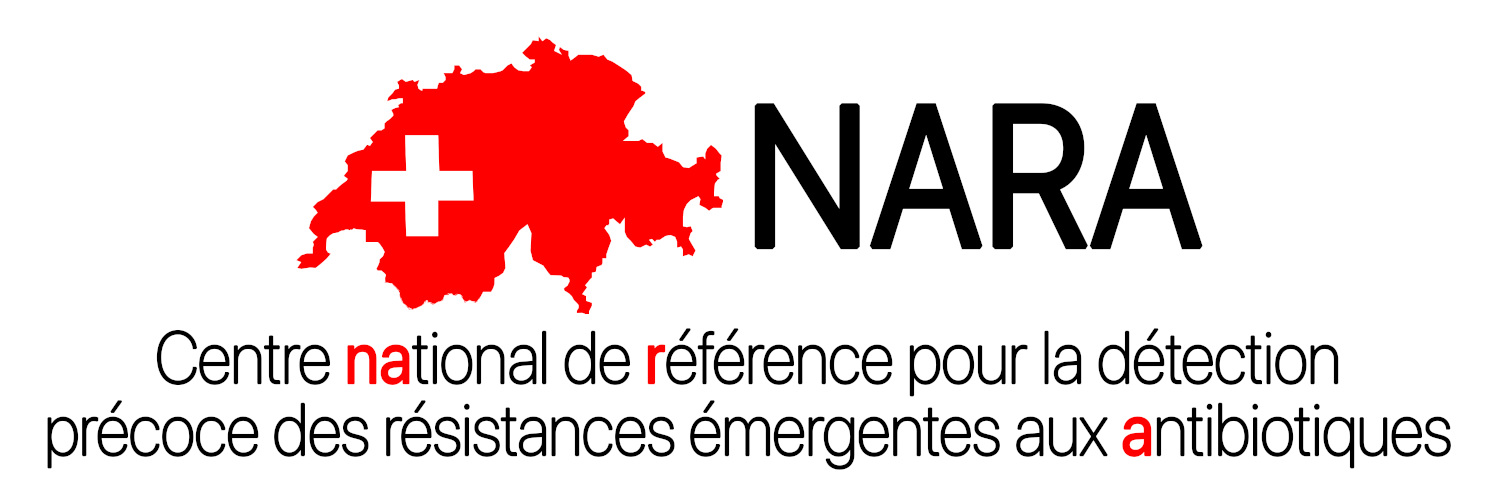 NARA
Centre national de référence pour la détection
précoce des résistances émergentes aux antibiotiques